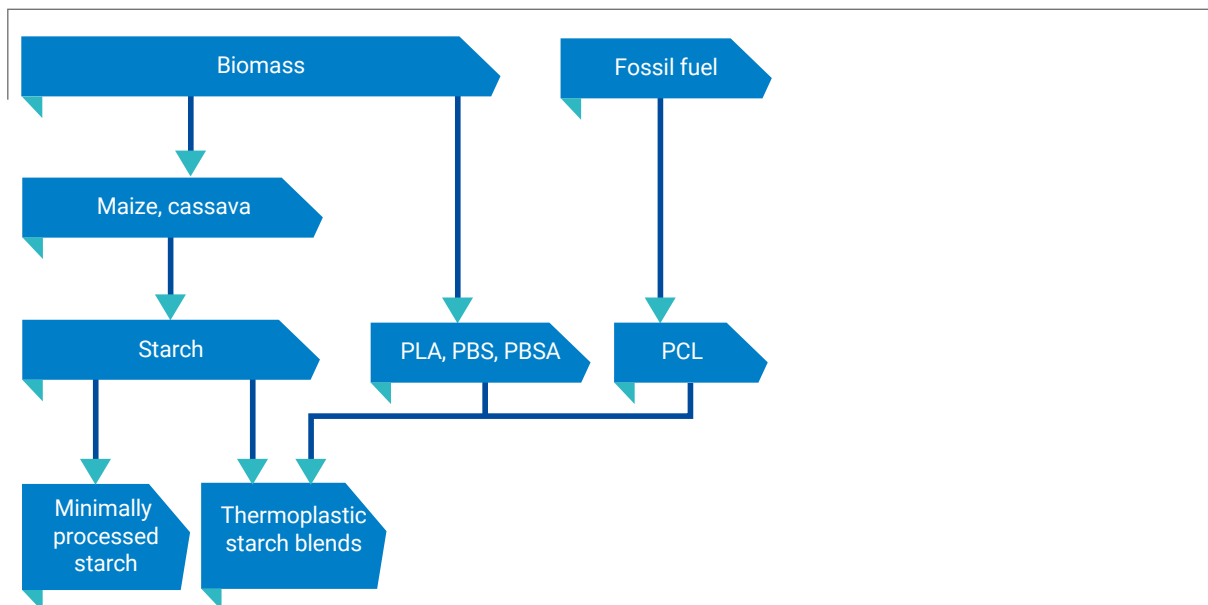 Biomass
Fossil fuel
Maize, cassava
Starch
PLA, PBS, PBSA
PCL
Minimally
processed
starch
Thermoplastic
starch blends